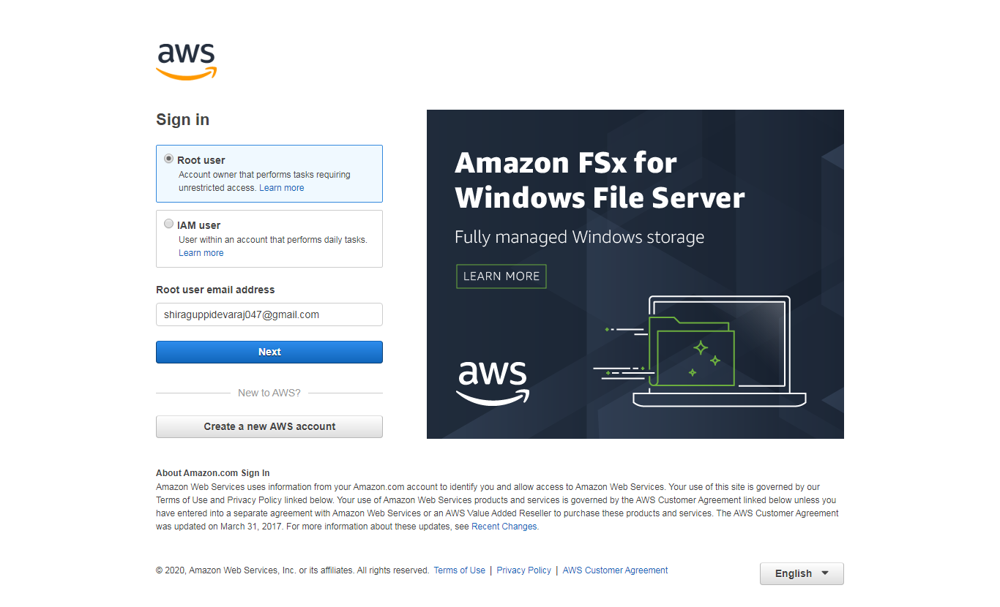 aws
Sign in
Root user
Account owner that performs tasks requiring
unrestricted access. Learn more
IAM user
User within an account that performs daily tasks.
Learn more
Root user email address
shiraguppidevaraj047@gmail.com
Next
New to AWS?
Create a new AWS account
Amazon FSx for
Windows File Server
Fully managed Windows storage
LEARN MORE
aws
About Amazon.com Sign In
Amazon Web Services uses information from your Amazon.com account to identify you and allow access to Amazon Web Services. Your use of this site is governed by our
Terms of Use and Privacy Policy linked below. Your use of Amazon Web Services products and services is governed by the AWS Customer Agreement linked below unless you
have entered into a separate agreement with Amazon Web Services or an AWS Value Added Reseller to purchase these products and services. The AWS Customer Agreement
was updated on March 31, 2017. For more information about these updates, see Recent Changes.
© 2020, Amazon Web Services, Inc. or its affiliates. All rights reserved. Terms of Use | Privacy Policy | AWS Customer Agreement
English